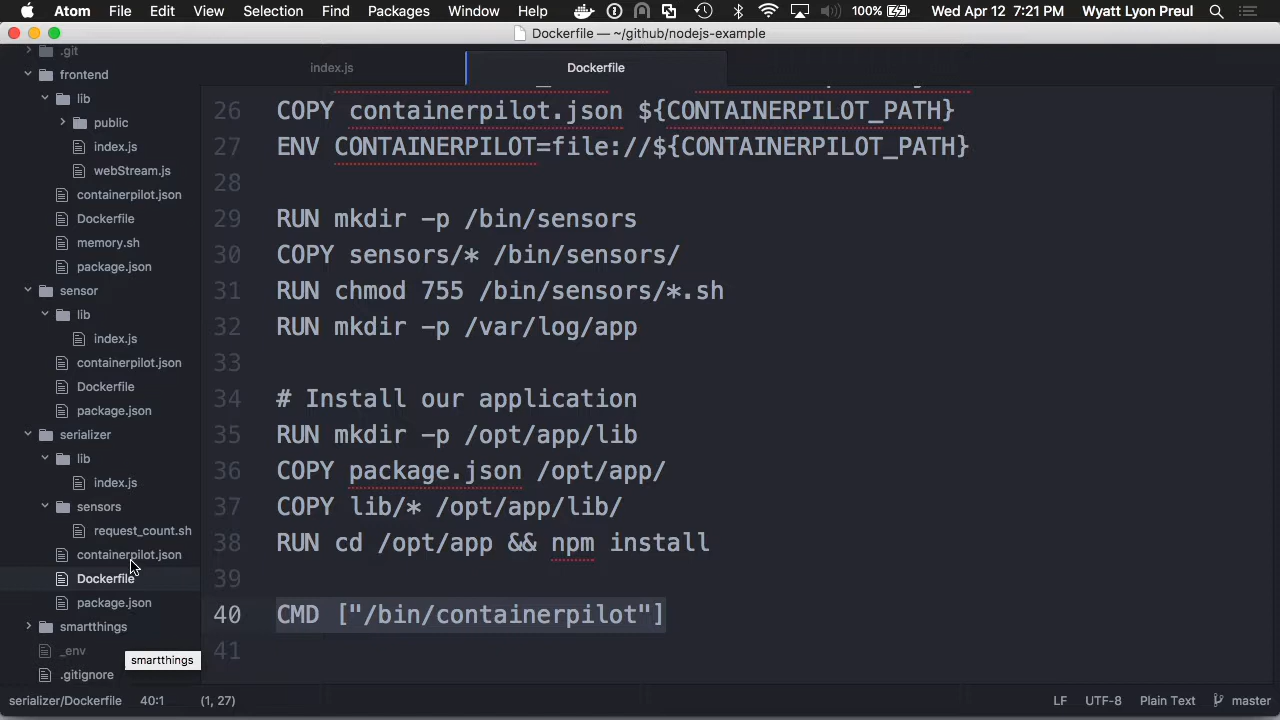 Atom File Edit View Selection Find Packages Window Help 100% Wed Apr 12 7:21 PM Wyatt Lyon Preul
Dockerfile — ~/github/nodejs-example
.git
frontend
lib
public
index.js
webStream.js
containerpilot.json
Dockerfile
memory.sh
package.json
sensor
lib
index.js
containerpilot.json
Dockerfile
package.json
serializer
lib
index.js
sensors
request_count.sh
containerpilot.json
Dockerfile
package.json
smartthings
_env
smartthings
.gitignore
index.js
Dockerfile
26 COPY containerpilot.json ${CONTAINERPILOT_PATH}
27 ENV CONTAINERPILOT=file://${CONTAINERPILOT_PATH}
28
29 RUN mkdir -p /bin/sensors
30 COPY sensors/* /bin/sensors/
31 RUN chmod 755 /bin/sensors/*.sh
32 RUN mkdir -p /var/log/app
33
34 # Install our application
35 RUN mkdir -p /opt/app/lib
36 COPY package.json /opt/app/
37 COPY lib/* /opt/app/lib/
38 RUN cd /opt/app && npm install
39
40 CMD ["/bin/containerpilot"]
41
serializer/Dockerfile 40:1 (1, 27) LF UTF-8 Plain Text master